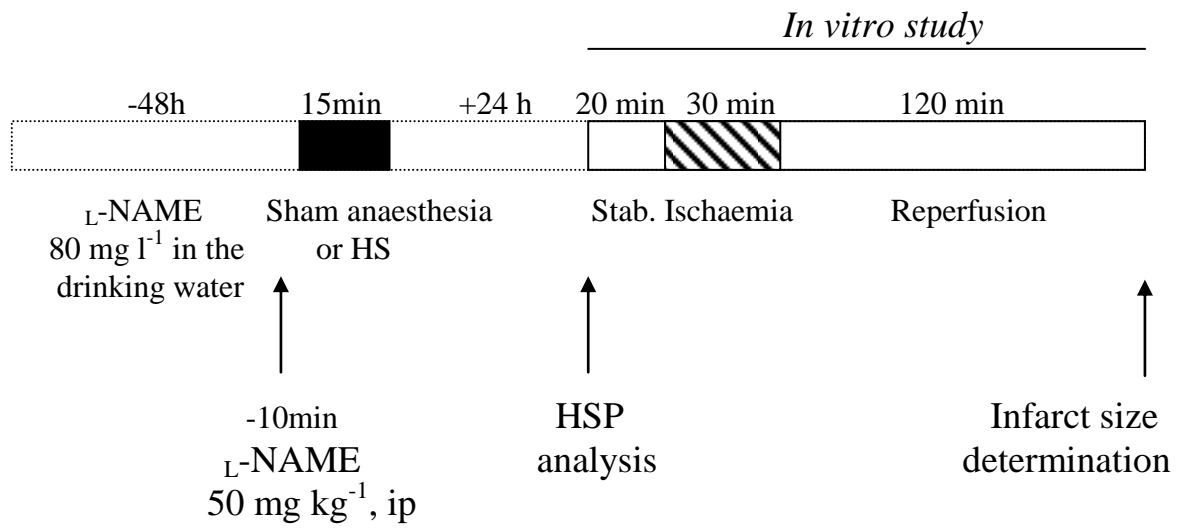 In vitro study
-48h 15min +24 h 20 min 30 min 120 min
L-NAME Sham anaesthesia Stab. Ischaemia Reperfusion
80 mg l-1 in the or HS
drinking water
-10min HSP Infarct size
L-NAME analysis determination
50 mg kg-1, ip